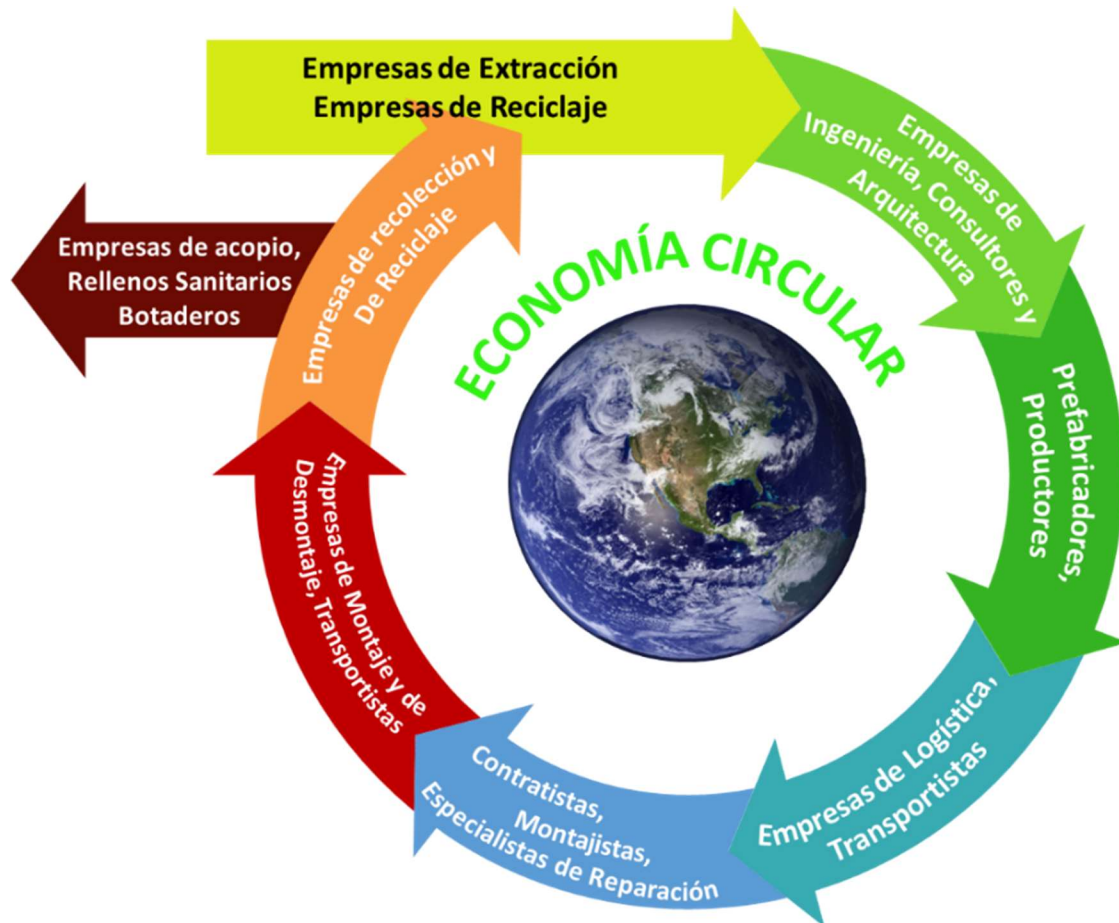 Empresas de Extracción
Empresas de Reciclaje
Empresas de
Ingeniería, Consultores y
Arquitectura
Prefabricadores,
Productores
Empresas de Logística,
Transportistas
Contratistas,
Montajistas,
Especialistas de Reparación
Empresas de Montaje y de
Desmontaje, Transportistas
Empresas de recolección y
De Reciclaje
Empresas de acopio,
Rellenos Sanitarios
Botaderos
ECONOMÍA CIRCULAR